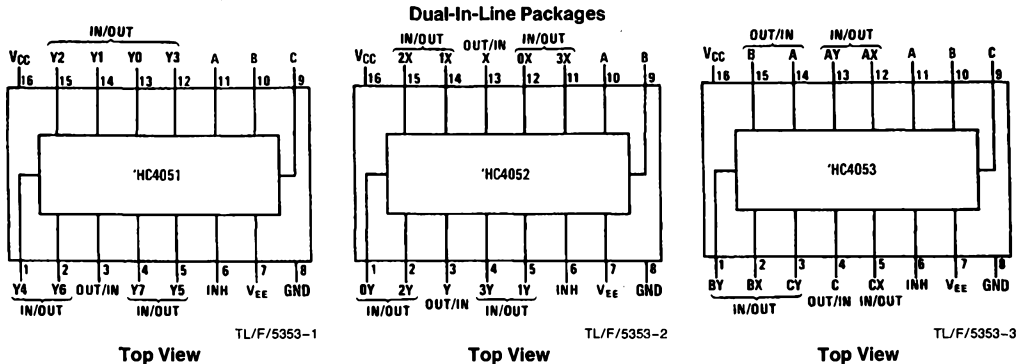 Dual-In-Line Packages
IN/OUT
VCC Y2 Y1 Y0 Y3 A B C
16 15 14 13 12 11 10 9
'HC4051
1 2 3 4 5 6 7 8
Y4 Y6 OUT/IN Y7 Y5 INH VEE GND
IN/OUT IN/OUT
TL/F/5353-1
Top View
IN/OUT OUT/IN IN/OUT
VCC 2X 1X X 0X 3X A B
16 15 14 13 12 11 10 9
'HC4052
1 2 3 4 5 6 7 8
0Y 2Y Y 3Y 1Y INH VEE GND
IN/OUT OUT/IN IN/OUT
TL/F/5353-2
Top View
OUT/IN IN/OUT
VCC B A AY AX A B C
16 15 14 13 12 11 10 9
'HC4053
1 2 3 4 5 6 7 8
BY BX CY C CX INH VEE GND
IN/OUT OUT/IN IN/OUT
TL/F/5353-3
Top View